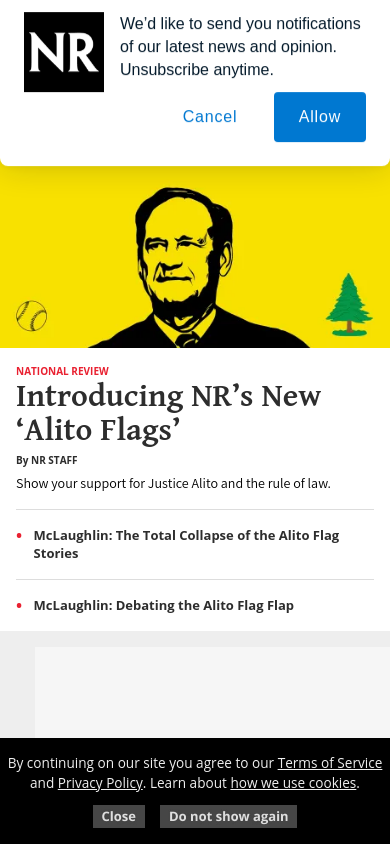 NR
We’d like to send you notifications
of our latest news and opinion.
Unsubscribe anytime.
Cancel
Allow
NATIONAL REVIEW
Introducing NR’s New
‘Alito Flags’
By NR STAFF
Show your support for Justice Alito and the rule of law.
McLaughlin: The Total Collapse of the Alito Flag
Stories
McLaughlin: Debating the Alito Flag Flap
By continuing on our site you agree to our Terms of Service
and Privacy Policy. Learn about how we use cookies.
Close
Do not show again